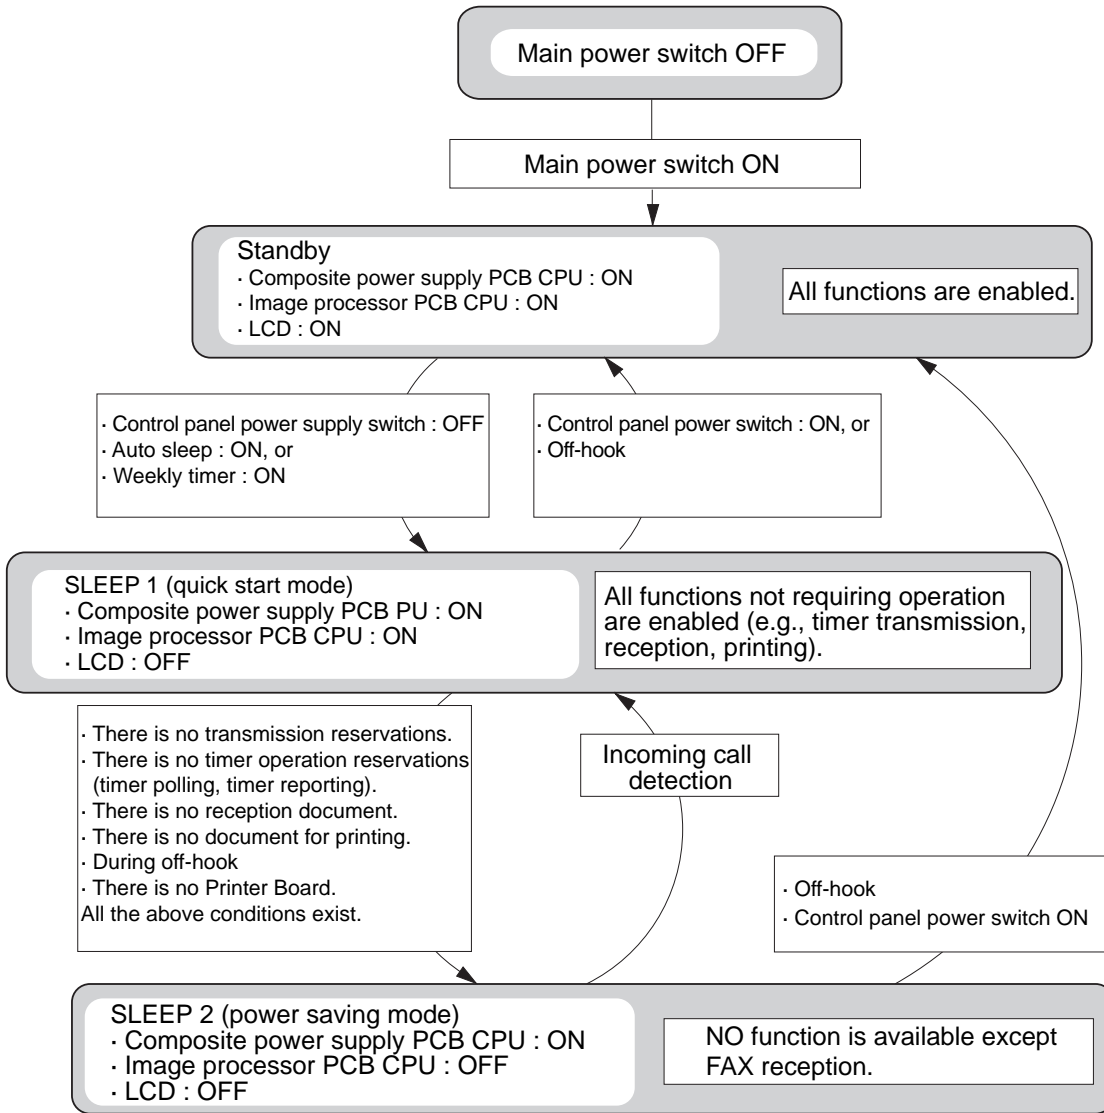 Main power switch OFF
Main power switch ON
Standby
· Composite power supply PCB CPU : ON
· Image processor PCB CPU : ON
· LCD : ON
All functions are enabled.
· Control panel power supply switch : OFF
· Auto sleep : ON, or
· Weekly timer : ON
· Control panel power switch : ON, or
· Off-hook
SLEEP 1 (quick start mode)
· Composite power supply PCB PU : ON
· Image processor PCB CPU : ON
· LCD : OFF
All functions not requiring operation
are enabled (e.g., timer transmission,
reception, printing).
· There is no transmission reservations.
· There is no timer operation reservations
(timer polling, timer reporting).
· There is no reception document.
· There is no document for printing.
· During off-hook
· There is no Printer Board.
All the above conditions exist.
Incoming call
detection
· Off-hook
· Control panel power switch ON
SLEEP 2 (power saving mode)
· Composite power supply PCB CPU : ON
· Image processor PCB CPU : OFF
· LCD : OFF
NO function is available except
FAX reception.